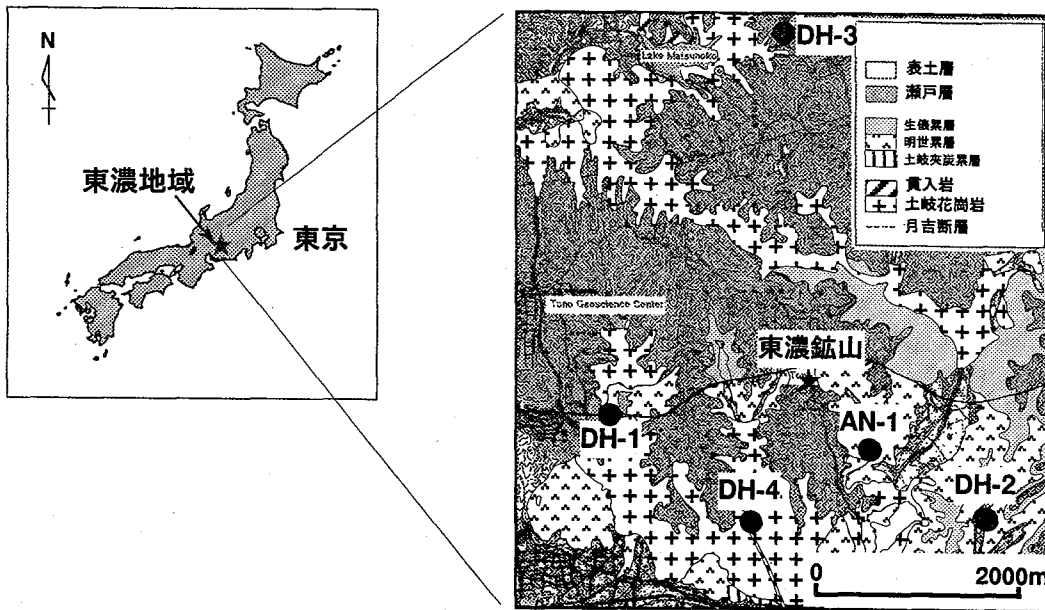 N
東濃地域
東京
DH-3
Lake Matsunoko
表土層
瀬戸層
生俵累層
明世累層
土岐夾炭累層
貫入岩
土岐花崗岩
月吉断層
Tono Geoscience Center
東濃鉱山
DH-1
AN-1
DH-4
DH-2
0 2000m